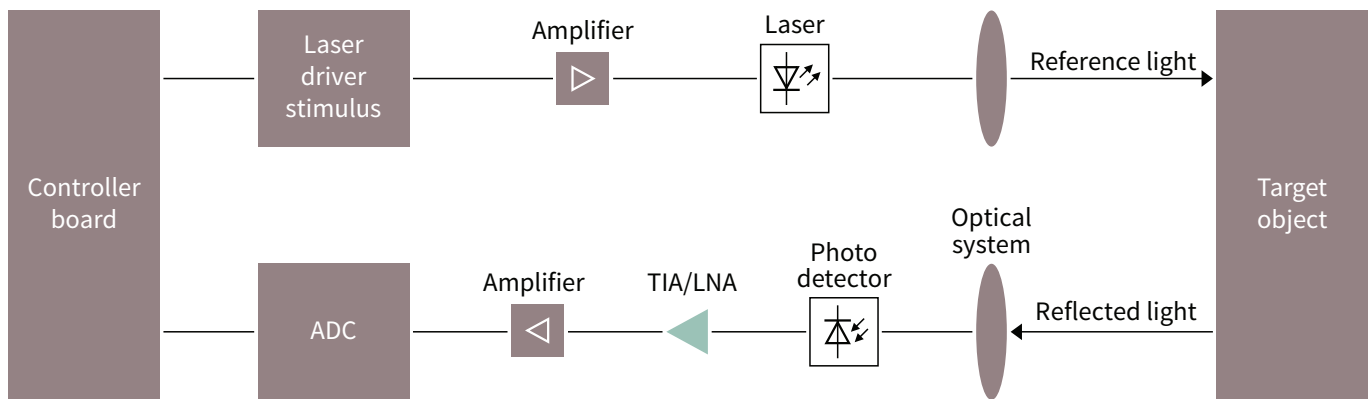 Controller
board
Laser
driver
stimulus
Amplifier
Laser
Reference light
Target
object
ADC
Amplifier
TIA/LNA
Photo
detector
Optical
system
Reflected light